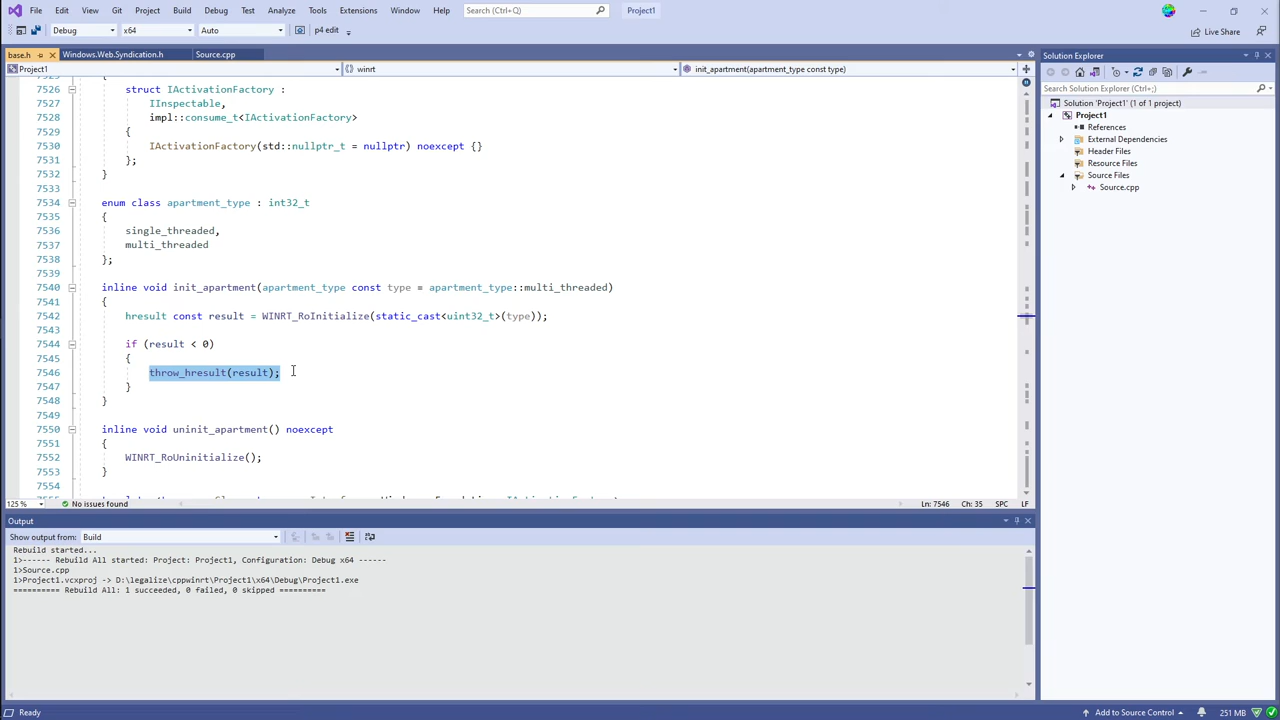 File Edit View Git Project Build Debug Test Analyze Tools Extensions Window Help Search (Ctrl+Q) Project1
Debug x64 Auto p4 edit Live Share
base.h Windows.Web.Syndication.h Source.cpp
Project1 winrt init_apartment(apartment_type const type)
7525 {
7526 struct IActivationFactory :
7527 IInspectable,
7528 impl::consume_t<IActivationFactory>
7529 {
7530 IActivationFactory(std::nullptr_t = nullptr) noexcept {}
7531 };
7532 }
7533
7534 enum class apartment_type : int32_t
7535 {
7536 single_threaded,
7537 multi_threaded
7538 };
7539
7540 inline void init_apartment(apartment_type const type = apartment_type::multi_threaded)
7541 {
7542 hresult const result = WINRT_RoInitialize(static_cast<uint32_t>(type));
7543
7544 if (result < 0)
7545 {
7546 throw_hresult(result);
7547 }
7548 }
7549
7550 inline void uninit_apartment() noexcept
7551 {
7552 WINRT_RoUninitialize();
7553 }
7554
125 % No issues found Ln: 7546 Ch: 35 SPC LF
Output
Show output from: Build
Rebuild started...
1>------ Rebuild All started: Project: Project1, Configuration: Debug x64 ------
1>Source.cpp
1>Project1.vcxproj -> D:\legalize\cppwinrt\Project1\x64\Debug\Project1.exe
========== Rebuild All: 1 succeeded, 0 failed, 0 skipped ==========
Solution Explorer
Search Solution Explorer (Ctrl+;)
Solution 'Project1' (1 of 1 project)
Project1
References
External Dependencies
Header Files
Resource Files
Source Files
Source.cpp
Ready Add to Source Control 251 MB